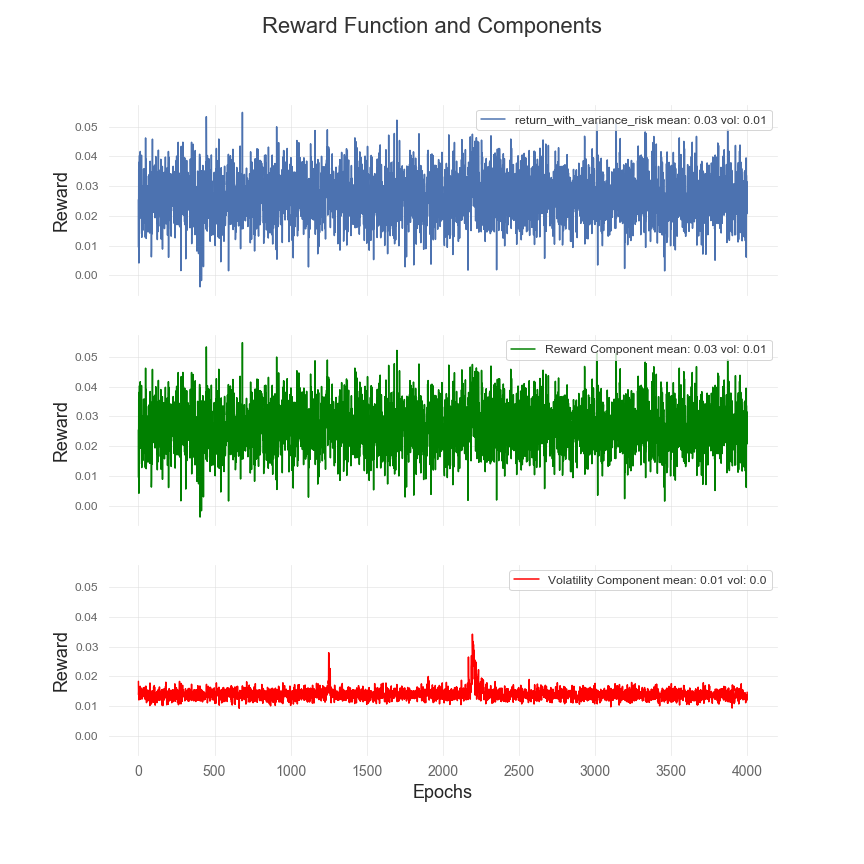 Reward Function and Components
return_with_variance_risk mean: 0.03 vol: 0.01
0.05
0.04
0.03
0.02
0.01
0.00
Reward
Reward Component mean: 0.03 vol: 0.01
0.05
0.04
0.03
0.02
0.01
0.00
Reward
Volatility Component mean: 0.01 vol: 0.0
0.05
0.04
0.03
0.02
0.01
0.00
Reward
0 500 1000 1500 2000 2500 3000 3500 4000
Epochs